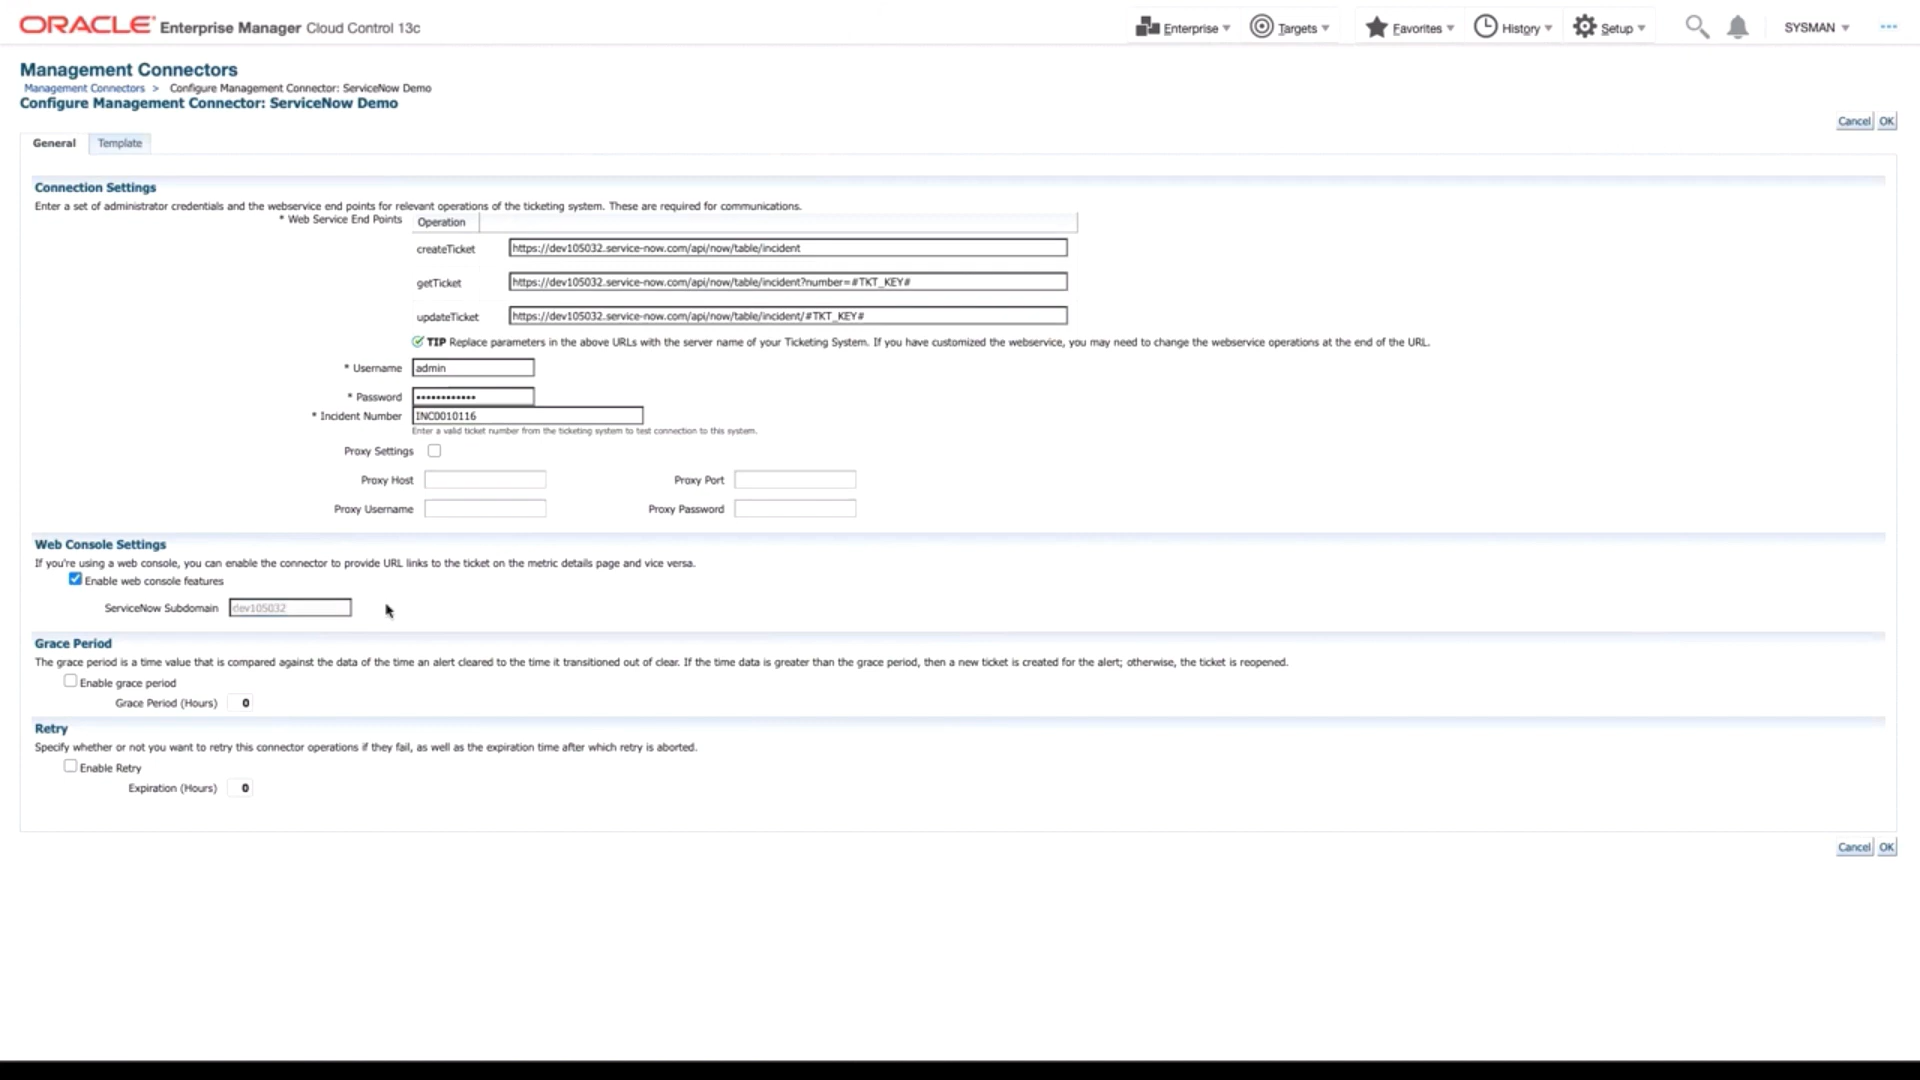 ORACLE Enterprise Manager Cloud Control 13c
Enterprise Targets Favorites History Setup SYSMAN
Management Connectors
Management Connectors > Configure Management Connector: ServiceNow Demo
Configure Management Connector: ServiceNow Demo
Cancel OK
General Template
Connection Settings
Enter a set of administrator credentials and the webservice end points for relevant operations of the ticketing system. These are required for communications.
* Web Service End Points Operation
createTicket https://dev105032.service-now.com/api/now/table/incident
getTicket https://dev105032.service-now.com/api/now/table/incident?number=#TKT_KEY#
updateTicket https://dev105032.service-now.com/api/now/table/incident/#TKT_KEY#
TIP Replace parameters in the above URLs with the server name of your Ticketing System. If you have customized the webservice, you may need to change the webservice operations at the end of the URL.
* Username admin
* Password ••••••••••••
* Incident Number INC0010116
Enter a valid ticket number from the ticketing system to test connection to this system.
Proxy Settings
Proxy Host Proxy Port
Proxy Username Proxy Password
Web Console Settings
If you're using a web console, you can enable the connector to provide URL links to the ticket on the metric details page and vice versa.
Enable web console features
ServiceNow Subdomain dev105032
Grace Period
The grace period is a time value that is compared against the data of the time an alert cleared to the time it transitioned out of clear. If the time data is greater than the grace period, then a new ticket is created for the alert; otherwise, the ticket is reopened.
Enable grace period
Grace Period (Hours) 0
Retry
Specify whether or not you want to retry this connector operations if they fail, as well as the expiration time after which retry is aborted.
Enable Retry
Expiration (Hours) 0
Cancel OK